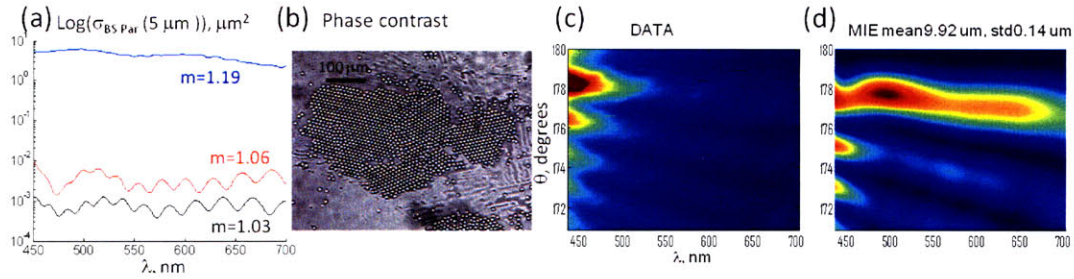 (a) Log(σBS Par (5 μm)), μm²
10¹
10⁰
10⁻¹
10⁻²
10⁻³
10⁻⁴
m=1.19
m=1.06
m=1.03
450 500 550 600 650 700
λ, nm
(b) Phase contrast
100 μm
(c) DATA
180
178
176
174
172
θ, degrees
450 500 550 600 650 700
λ, nm
(d) MIE mean9.92 um, std0.14 um
180
178
176
174
172
450 500 550 600 650 700